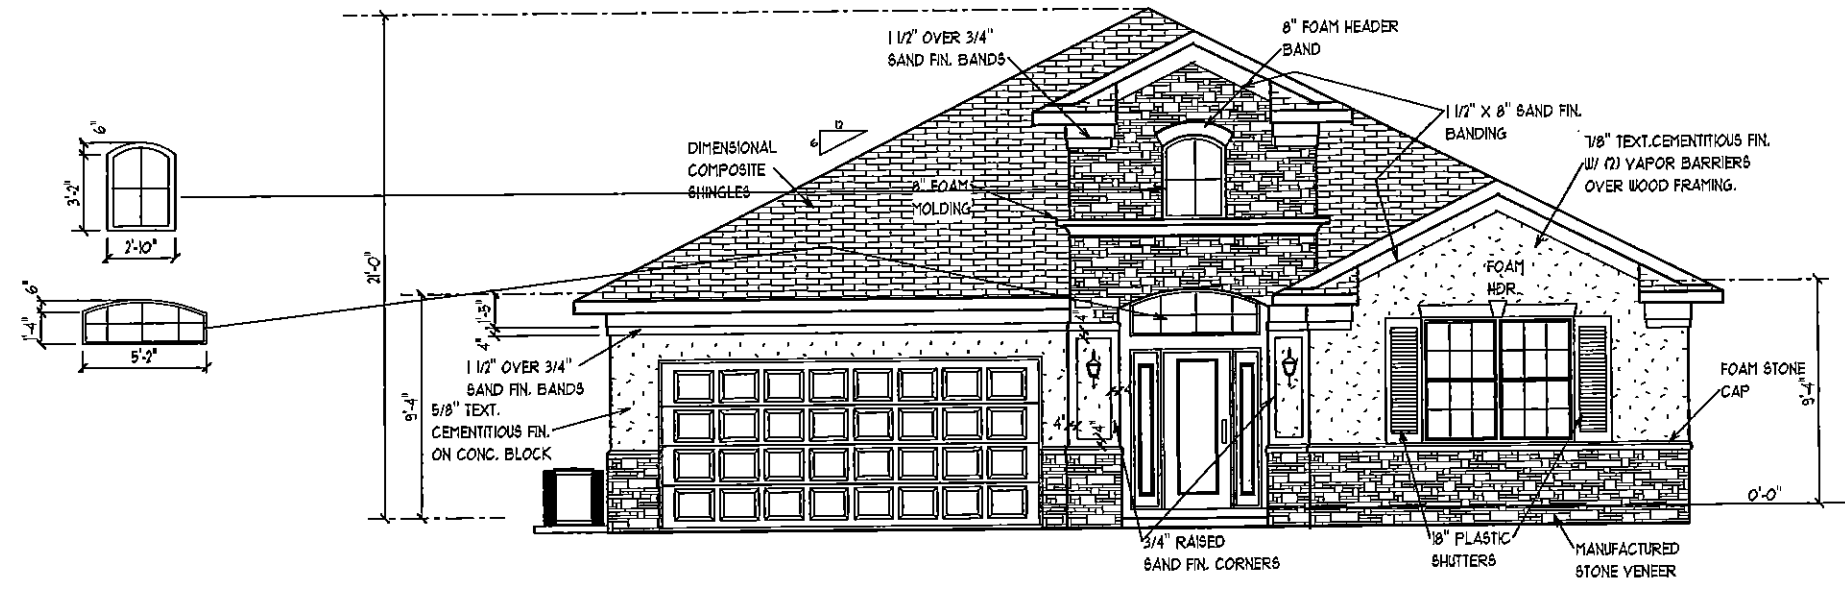 1 1/2" OVER 3/4"
SAND FIN. BANDS
8" FOAM HEADER
BAND
1 1/2" X 8" SAND FIN.
BANDING
7/8" TEXT.CEMENTITIOUS FIN.
W/ (2) VAPOR BARRIERS
OVER WOOD FRAMING.
6"
3'-2"
2'-10"
21'-0"
DIMENSIONAL
COMPOSITE
SHINGLES
12
6
8" FOAM
MOLDING
FOAM
HDR.
6"
1'-4"
5'-2"
1'-5"
4"
4"
1 1/2" OVER 3/4"
SAND FIN. BANDS
9'-4"
5/8" TEXT.
CEMENTITIOUS FIN.
ON CONC. BLOCK
4"
4"
FOAM STONE
CAP
9'-4"
0'-0"
3/4" RAISED
SAND FIN. CORNERS
18" PLASTIC
SHUTTERS
MANUFACTURED
STONE VENEER